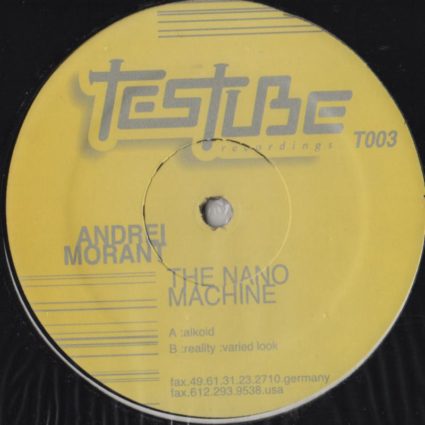 TESTUBE
recordings
T003
ANDREI
MORANT
THE NANO
MACHINE
A :alkoid
B :reality :varied look
fax.49.61.31.23.2710.germany
fax.612.293.9538.usa